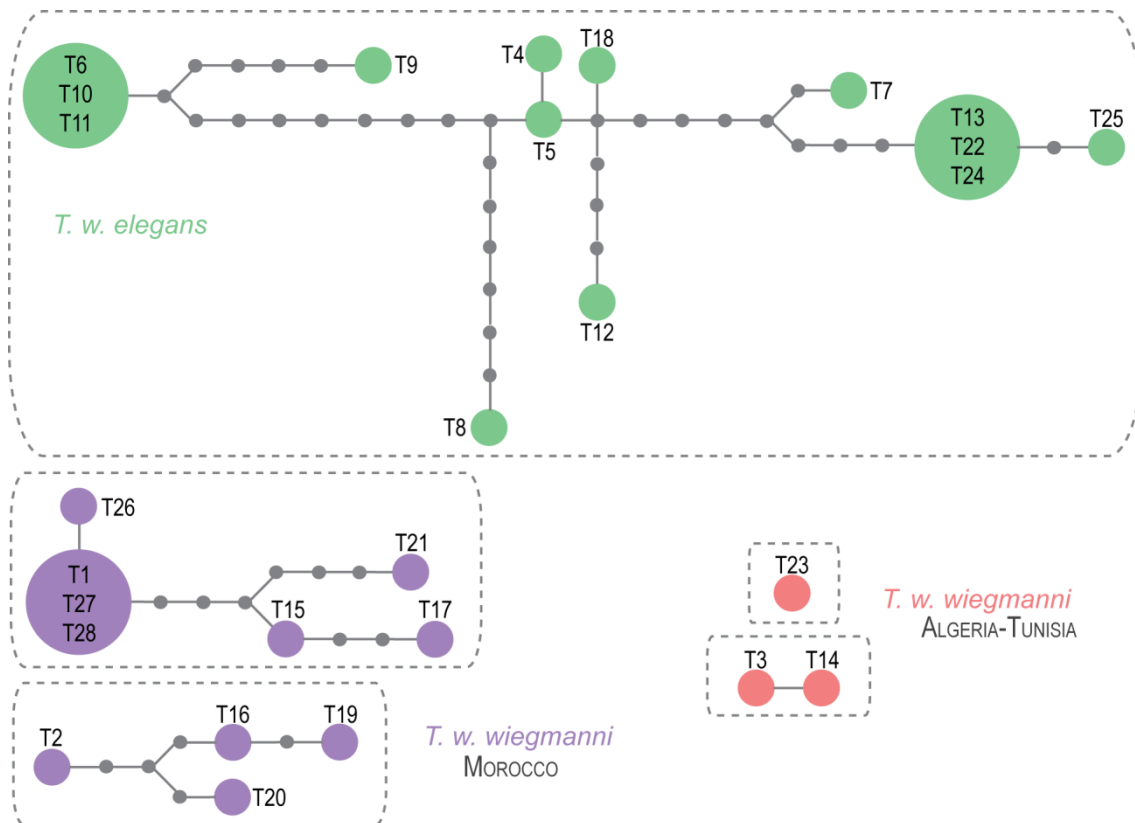 T6
T10
T11
T9
T4
T18
T5
T7
T13
T22
T24
T25
T. w. elegans
T12
T8
T26
T1
T27
T28
T21
T15
T17
T23
T. w. wiegmanni
ALGERIA-TUNISIA
T3
T14
T2
T16
T19
T20
T. w. wiegmanni
MOROCCO